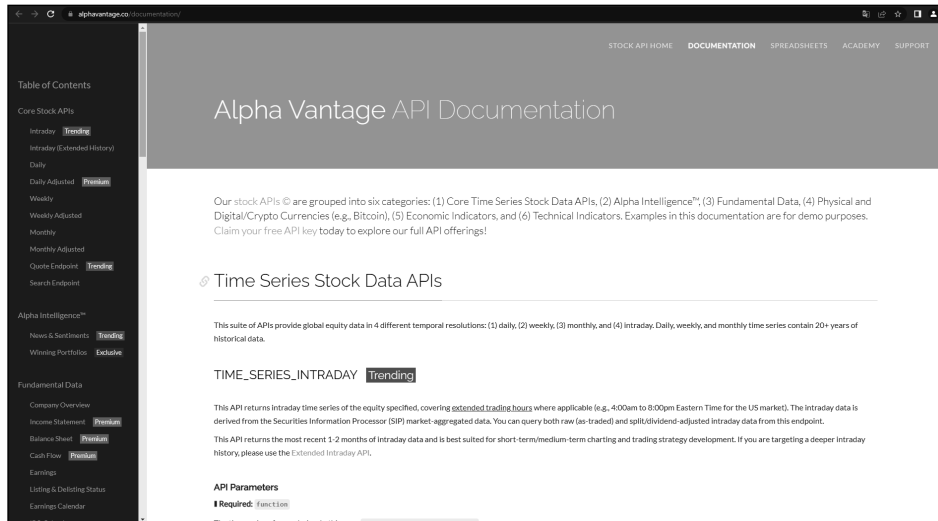 alphavantage.co/documentation/
STOCK API HOME DOCUMENTATION SPREADSHEETS ACADEMY SUPPORT
Table of Contents
Core Stock APIs
Intraday Trending
Intraday (Extended History)
Daily
Daily Adjusted Premium
Weekly
Weekly Adjusted
Monthly
Monthly Adjusted
Quote Endpoint Trending
Search Endpoint
Alpha Intelligence™
News & Sentiments Trending
Winning Portfolios Exclusive
Fundamental Data
Company Overview
Income Statement Premium
Balance Sheet Premium
Cash Flow Premium
Earnings
Listing & Delisting Status
Earnings Calendar
Alpha Vantage API Documentation
Our stock APIs © are grouped into six categories: (1) Core Time Series Stock Data APIs, (2) Alpha Intelligence™, (3) Fundamental Data, (4) Physical and
Digital/Crypto Currencies (e.g., Bitcoin), (5) Economic Indicators, and (6) Technical Indicators. Examples in this documentation are for demo purposes.
Claim your free API key today to explore our full API offerings!
Time Series Stock Data APIs
This suite of APIs provide global equity data in 4 different temporal resolutions: (1) daily, (2) weekly, (3) monthly, and (4) intraday. Daily, weekly, and monthly time series contain 20+ years of
historical data.
TIME_SERIES_INTRADAY Trending
This API returns intraday time series of the equity specified, covering extended trading hours where applicable (e.g., 4:00am to 8:00pm Eastern Time for the US market). The intraday data is
derived from the Securities Information Processor (SIP) market-aggregated data. You can query both raw (as-traded) and split/dividend-adjusted intraday data from this endpoint.
This API returns the most recent 1-2 months of intraday data and is best suited for short-term/medium-term charting and trading strategy development. If you are targeting a deeper intraday
history, please use the Extended Intraday API.
API Parameters
Required: function